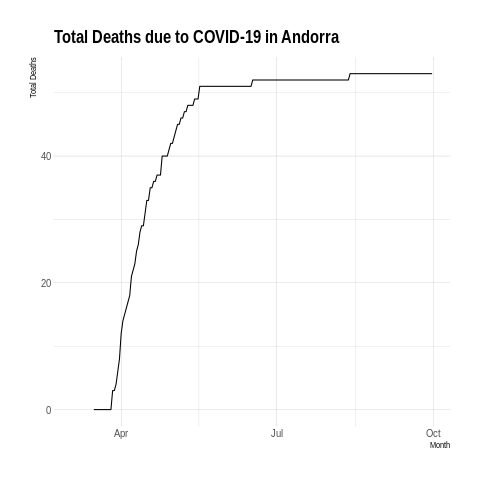 Total Deaths due to COVID-19 in Andorra
Total Deaths
40
20
0
Apr
Jul
Oct
Month